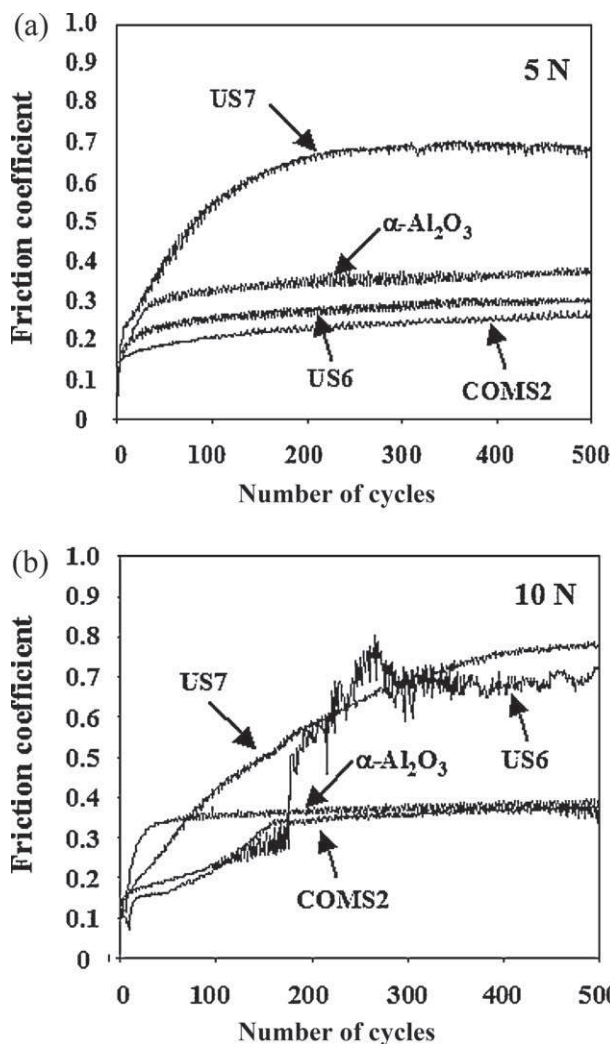 (a)
1.0
0.9
0.8
0.7
0.6
0.5
0.4
0.3
0.2
0.1
0
Friction coefficient
5 N
US7
α-Al₂O₃
US6
COMS2
0 100 200 300 400 500
Number of cycles
(b)
1.0
0.9
0.8
0.7
0.6
0.5
0.4
0.3
0.2
0.1
0
Friction coefficient
10 N
US7
US6
α-Al₂O₃
COMS2
0 100 200 300 400 500
Number of cycles